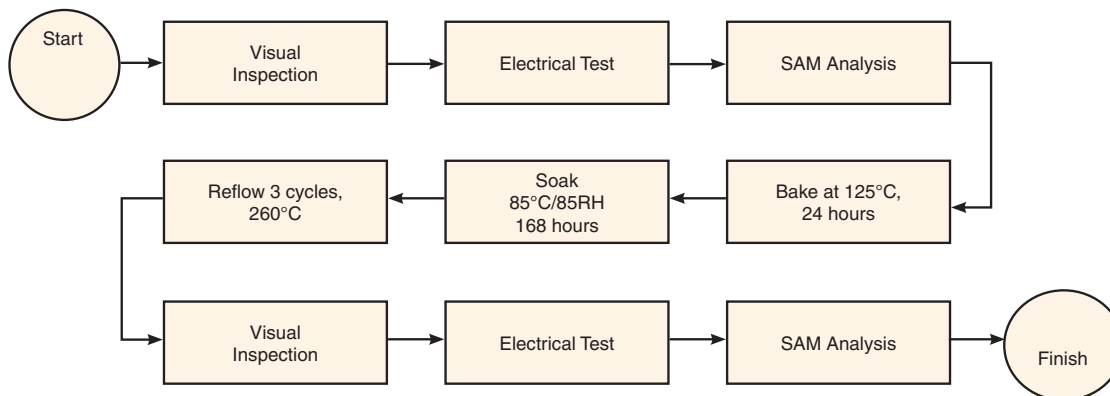 Start
Visual
Inspection
Electrical Test
SAM Analysis
Bake at 125°C,
24 hours
Soak
85°C/85RH
168 hours
Reflow 3 cycles,
260°C
Visual
Inspection
Electrical Test
SAM Analysis
Finish